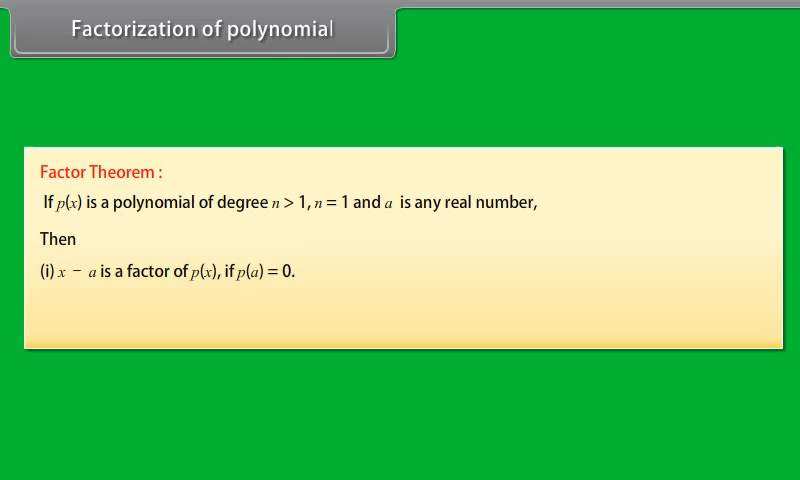 Factorization of polynomial
Factor Theorem :
If p(x) is a polynomial of degree n > 1, n = 1 and a is any real number,
Then
(i) x − a is a factor of p(x), if p(a) = 0.